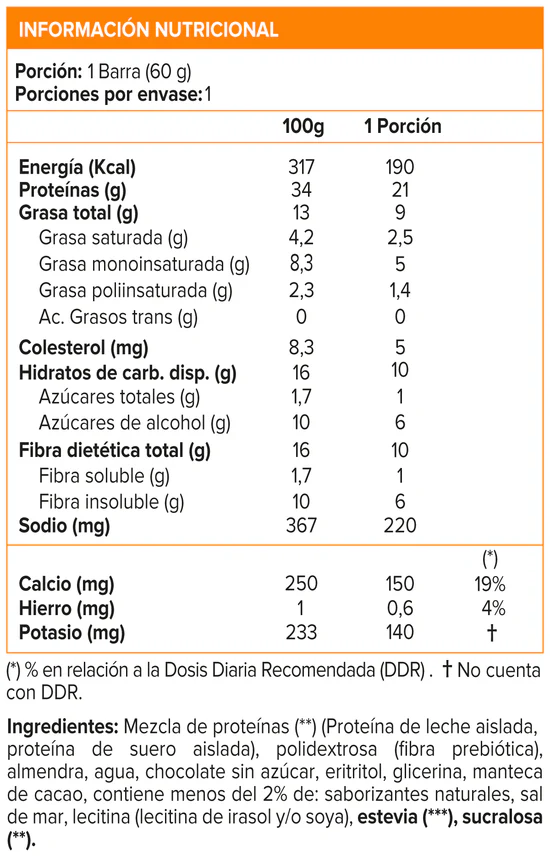 INFORMACIÓN NUTRICIONAL
Porción: 1 Barra (60 g)
Porciones por envase:1
100g 1 Porción
Energía (Kcal) 317 190
Proteínas (g) 34 21
Grasa total (g) 13 9
Grasa saturada (g) 4,2 2,5
Grasa monoinsaturada (g) 8,3 5
Grasa poliinsaturada (g) 2,3 1,4
Ac. Grasos trans (g) 0 0
Colesterol (mg) 8,3 5
Hidratos de carb. disp. (g) 16 10
Azúcares totales (g) 1,7 1
Azúcares de alcohol (g) 10 6
Fibra dietética total (g) 16 10
Fibra soluble (g) 1,7 1
Fibra insoluble (g) 10 6
Sodio (mg) 367 220
(*)
Calcio (mg) 250 150 19%
Hierro (mg) 1 0,6 4%
Potasio (mg) 233 140 †
(*) % en relación a la Dosis Diaria Recomendada (DDR) . † No cuenta
con DDR.
Ingredientes: Mezcla de proteínas (**) (Proteína de leche aislada,
proteína de suero aislada), polidextrosa (fibra prebiótica),
almendra, agua, chocolate sin azúcar, eritritol, glicerina, manteca
de cacao, contiene menos del 2% de: saborizantes naturales, sal
de mar, lecitina (lecitina de irasol y/o soya), estevia (***), sucralosa
(**).